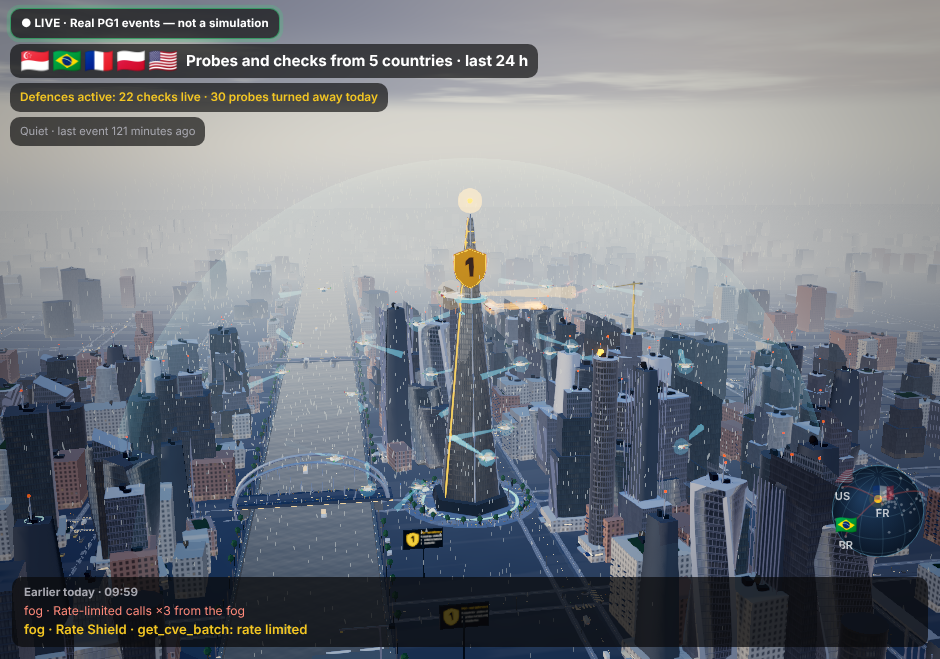 LIVE · Real PG1 events — not a simulation
Probes and checks from 5 countries · last 24 h
Defences active: 22 checks live · 30 probes turned away today
Quiet · last event 121 minutes ago
1
US
FR
BR
1
1
Earlier today · 09:59
fog · Rate-limited calls ×3 from the fog
fog · Rate Shield · get_cve_batch: rate limited